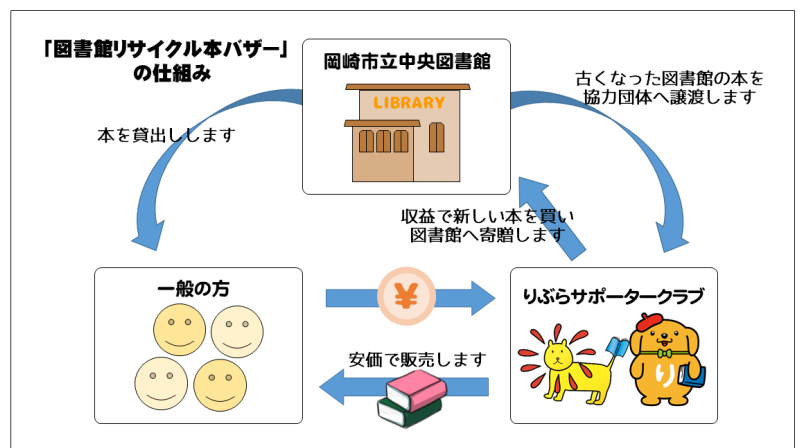 「図書館リサイクル本バザー」
の仕組み
岡崎市立中央図書館
LIBRARY
古くなった図書館の本を
協力団体へ譲渡します
本を貸出しします
収益で新しい本を買い
図書館へ寄贈します
一般の方
¥
りぶらサポータークラブ
り
安価で販売します